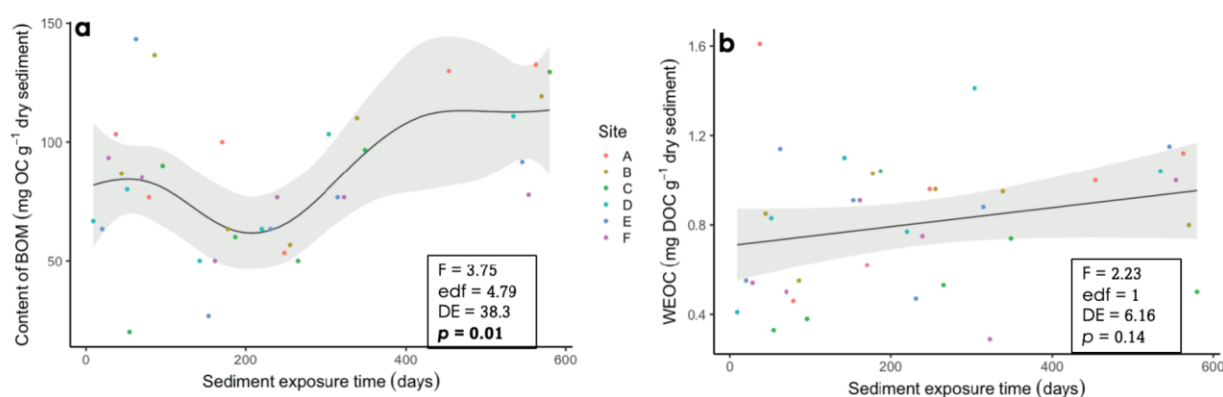 a
150
100
50
0
200
400
600
Content of BOM (mg OC g⁻¹ dry sediment)
Sediment exposure time (days)
F = 3.75
edf = 4.79
DE = 38.3
p = 0.01
Site
A
B
C
D
E
F
b
1.6
1.2
0.8
0.4
0
200
400
600
WEOC (mg DOC g⁻¹ dry sediment)
Sediment exposure time (days)
F = 2.23
edf = 1
DE = 6.16
p = 0.14